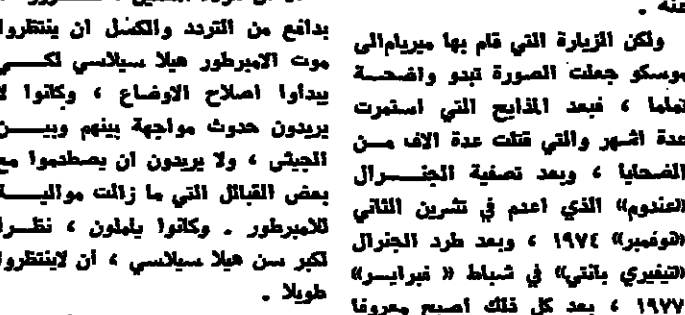 عنه .
ولكن الزيارة التي قام بها ميريام الى
موسكو جعلت الصورة تبدو واضحة
تماما ، فبعد المذابح التي استمرت
عدة اشهر والتي قتلت عدة الاف من
الضحايا ، وبعد تصفية الجنرال
«عندوم» الذي اعدم في تشرين الثاني
«نوفمبر» ١٩٧٤ ، وبعد طرد الجنرال
«تيفيري بانتي» في شباط « فبراير»
١٩٧٧ ، بعد كل ذلك أصبح معروفا
بدافع من التردد والكسل ان ينتظروا
موت الامبرطور هيلا سيلاسي لكي
يبدأوا اصلاح الاوضاع ، وكانوا لا
يريدون حدوث مواجهة بينهم وبين
الجيش ، ولا يريدون ان يصطدموا مع
بعض القبائل التي ما زالت موالية
للامبرطور . وكانوا ياملون ، نظرا
لكبر سن هيلا سيلاسي ، ان لاينتظروا
طويلا .